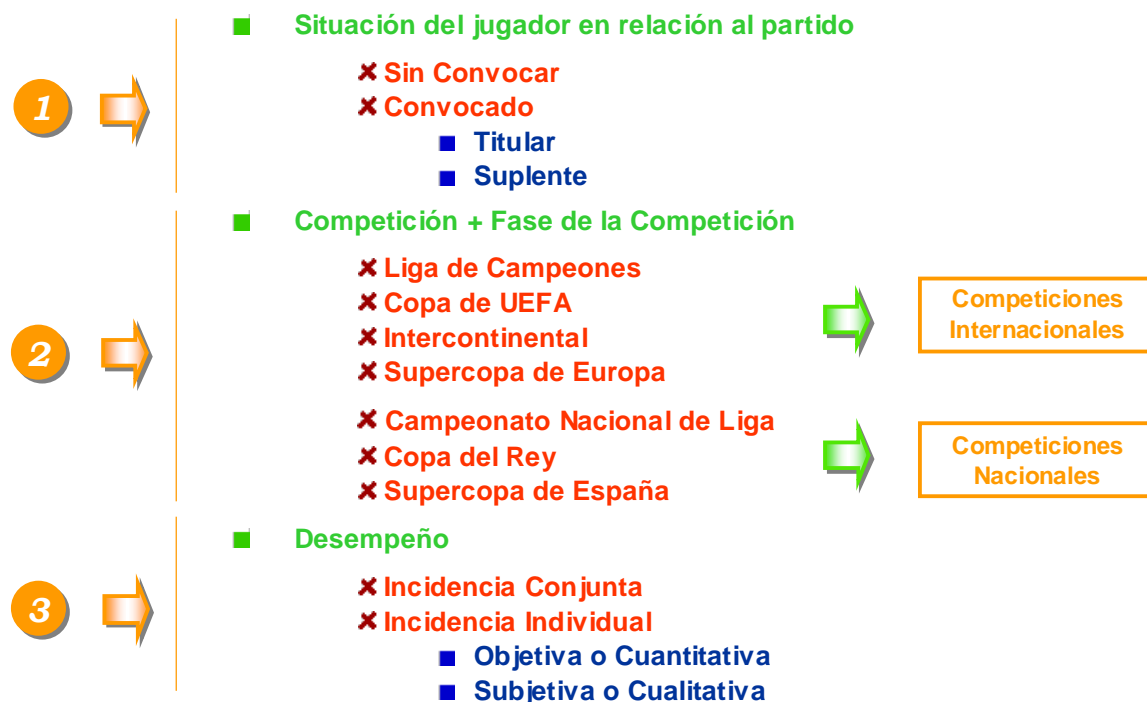 Situación del jugador en relación al partido
Sin Convocar
1
Convocado
Titular
Suplente
Competición + Fase de la Competición
Liga de Campeones
Copa de UEFA
Intercontinental
Supercopa de Europa
Competiciones
Internacionales
2
Campeonato Nacional de Liga
Copa del Rey
Supercopa de España
Competiciones
Nacionales
Desempeño
Incidencia Conjunta
3
Incidencia Individual
Objetiva o Cuantitativa
Subjetiva o Cualitativa